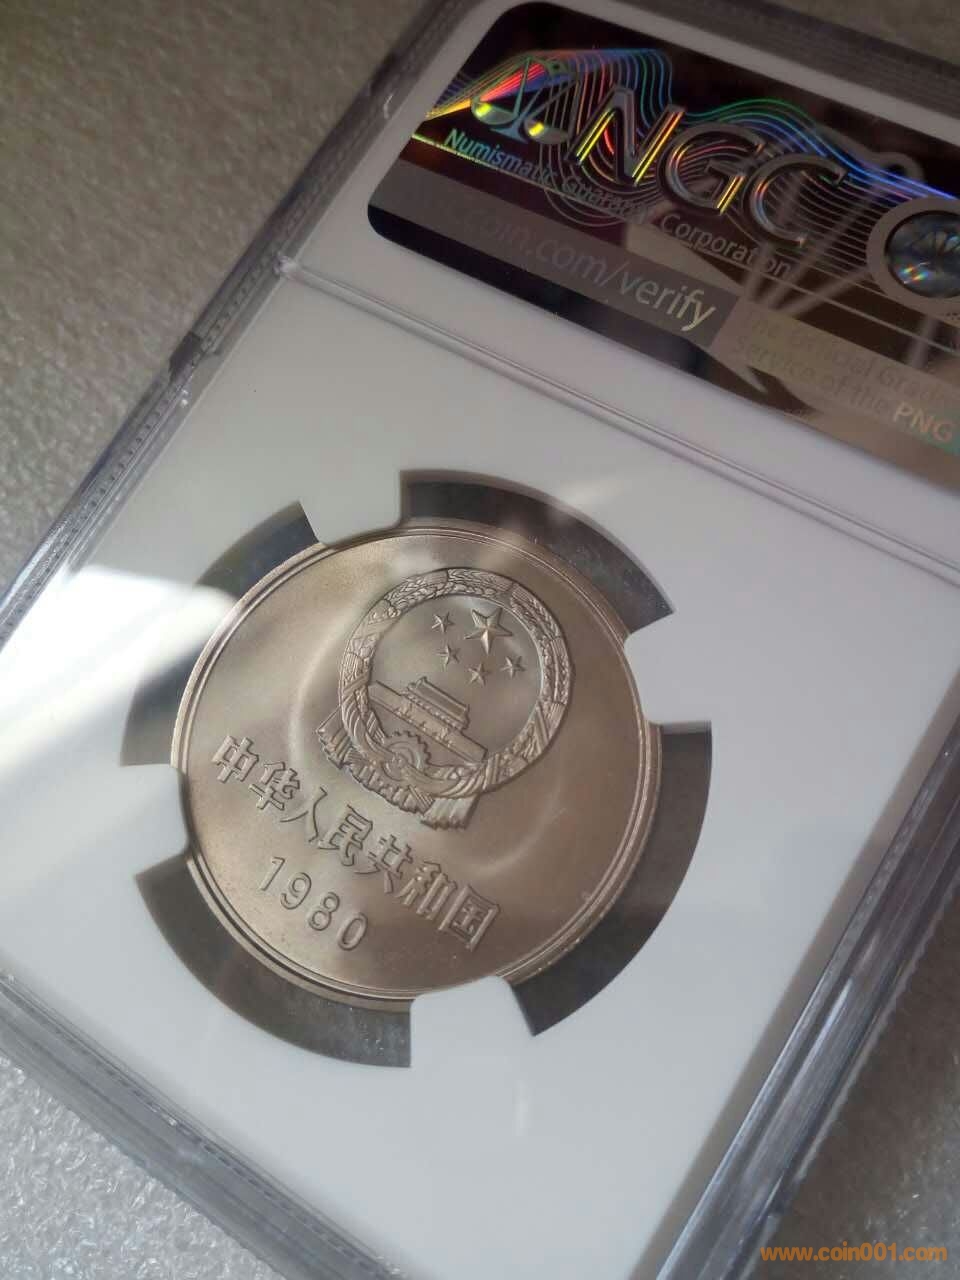 NGC
Numismatic Guaranty Corporation
coin.com/verify
The Official Grading
Service of the PNG
中华人民共和国
1980
www.coin001.com